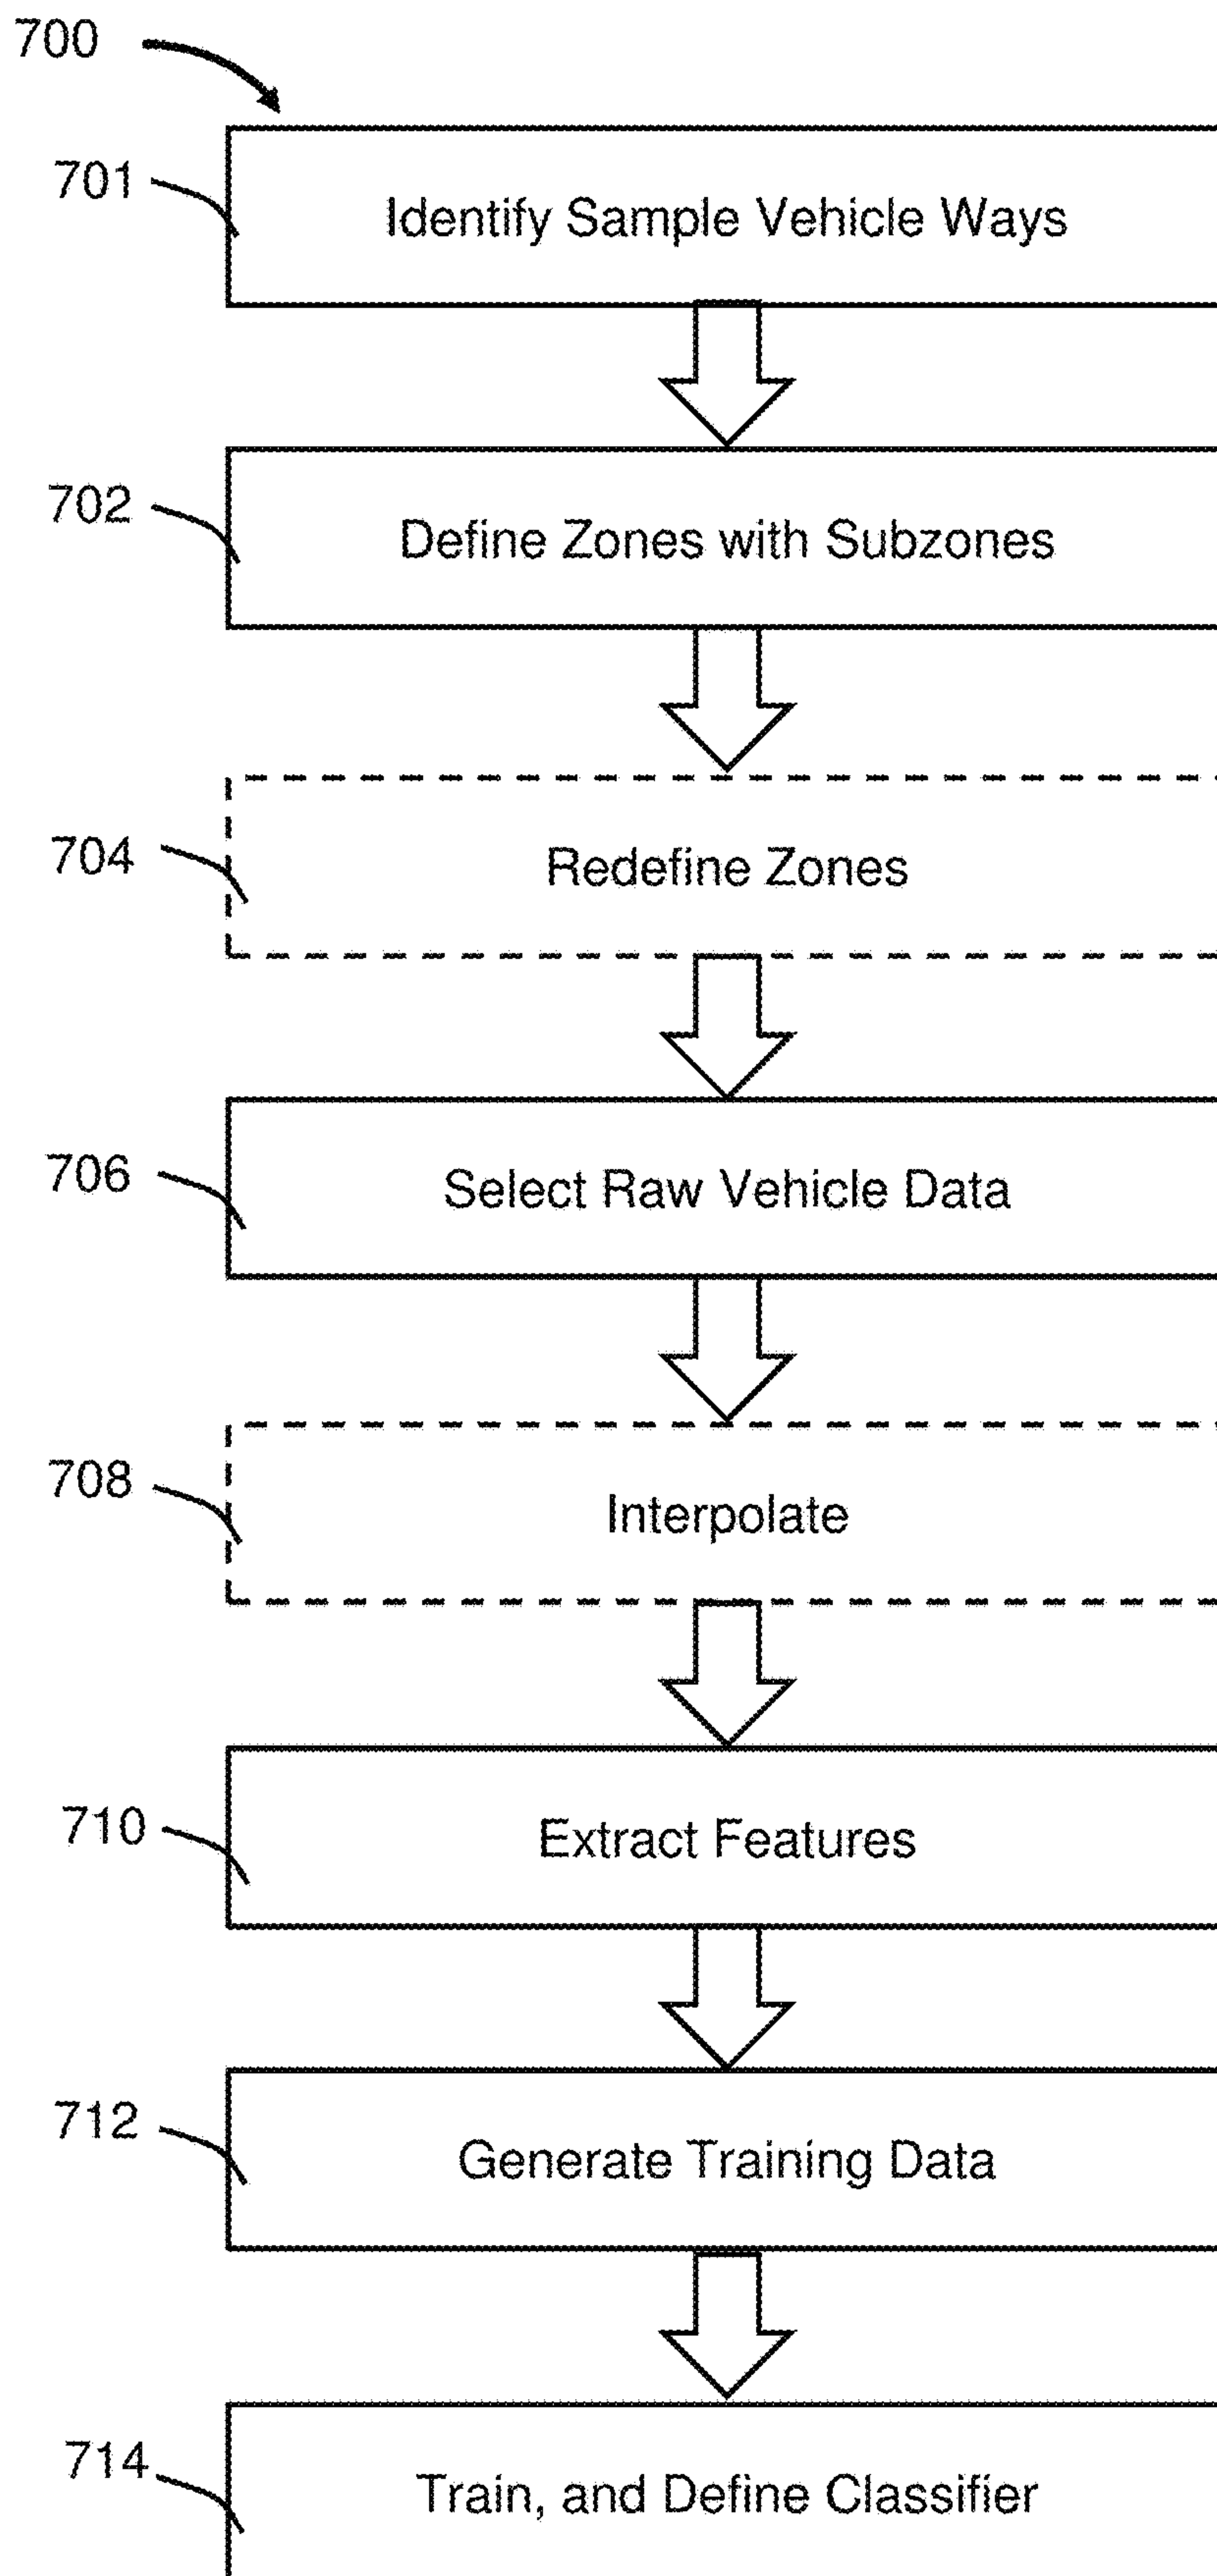 700
701
Identify Sample Vehicle Ways
702
Define Zones with Subzones
704
Redefine Zones
706
Select Raw Vehicle Data
708
Interpolate
710
Extract Features
712
Generate Training Data
714
Train, and Define Classifier